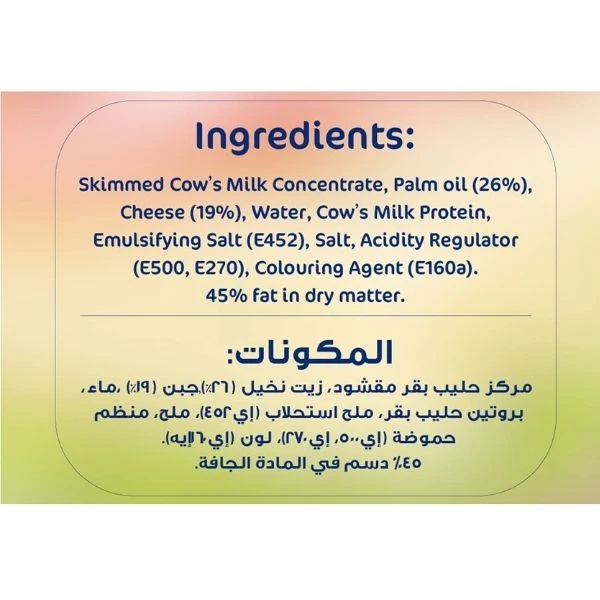 Ingredients:
Skimmed Cow's Milk Concentrate, Palm oil (26%),
Cheese (19%), Water, Cow's Milk Protein,
Emulsifying Salt (E452), Salt, Acidity Regulator
(E500, E270), Colouring Agent (E160a).
45% fat in dry matter.
المكونات:
مركز حليب بقر مقشود، زيت نخيل (٢٦٪)،جبن (١٩٪) ،ماء،
بروتين حليب بقر، ملح استحلاب (إي٤٥٢)، ملح، منظم
حموضة (إي٥٠٠، إي٢٧٠)، لون (إي١٦٠إيه).
٤٥٪ دسم في المادة الجافة.